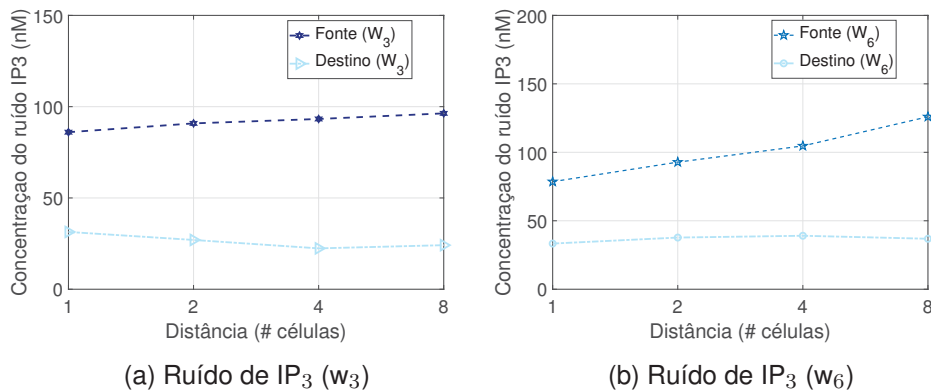 Concentraçao do ruído IP3 (nM)
150
100
50
0
Fonte (W3)
Destino (W3)
1 2 4 8
Distância (# células)
(a) Ruído de IP3 (w3)
Concentraçao do ruído IP3 (nM)
200
150
100
50
0
Fonte (W6)
Destino (W6)
1 2 4 8
Distância (# células)
(b) Ruído de IP3 (w6)